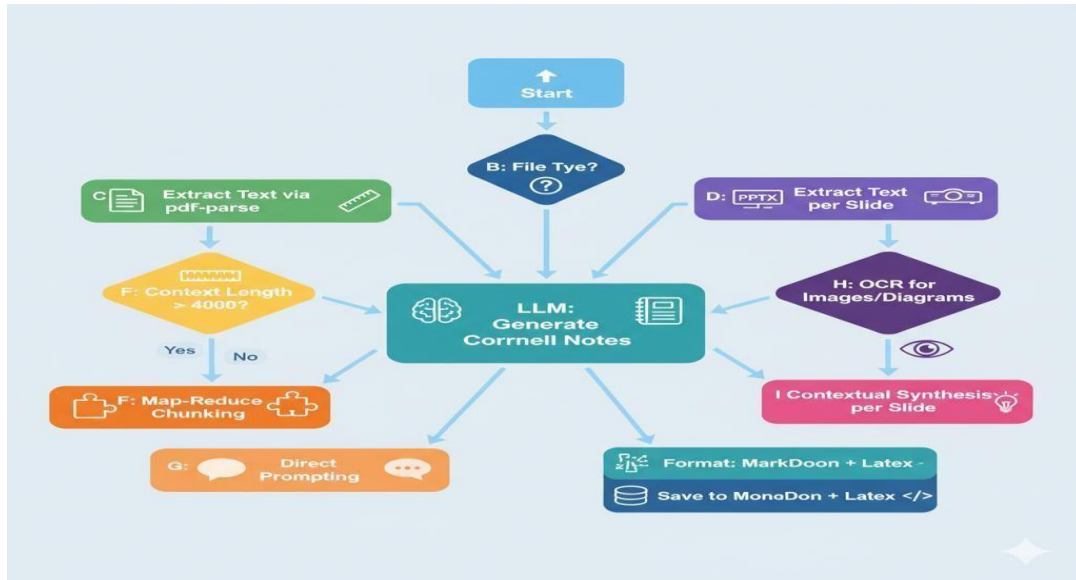 Start
B: File Tye?
C
Extract Text via
pdF-parse
D: PPTX
Extract Text
per Slide
F: Context Length
> 4000?
H: OCR for
Images/Diagrams
LLM:
Generate
Corrnell Notes
Yes
No
F: Map-Reduce
Chunking
I Contextual Synthesis
per Slide
G:
Direct
Prompting
Format: MarkDoon + Latex -
Save to MonoDon + Latex </>